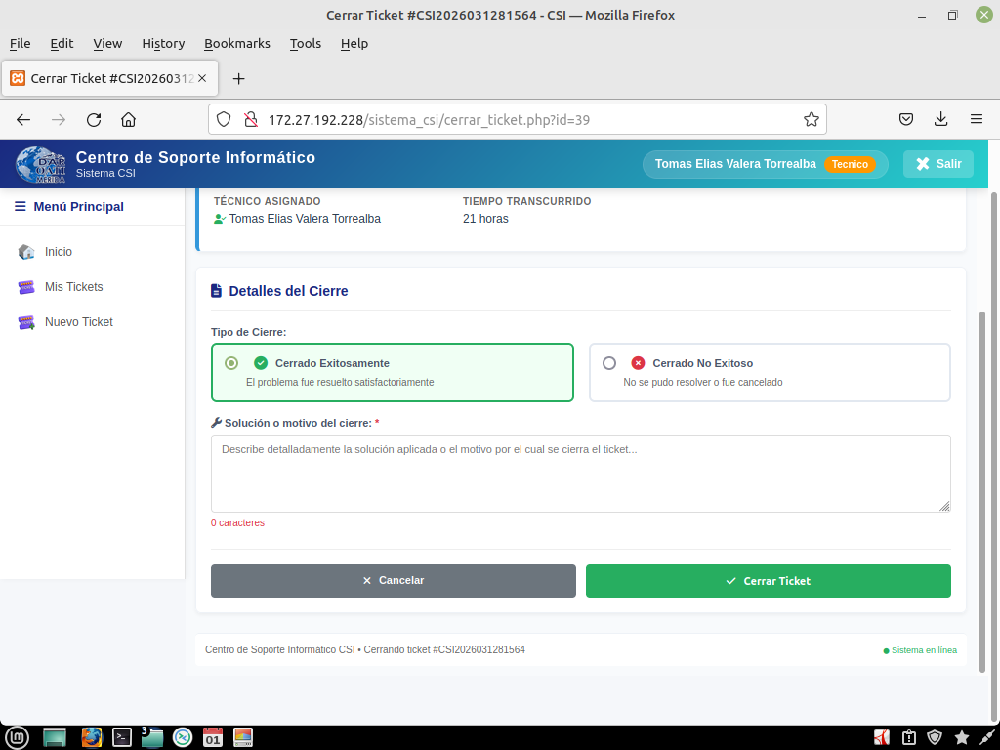 Cerrar Ticket #CSI2026031281564 - CSI — Mozilla Firefox
File Edit View History Bookmarks Tools Help
Cerrar Ticket #CSI20260312
172.27.192.228/sistema_csi/cerrar_ticket.php?id=39
DAR
MÉRIDA
Centro de Soporte Informático
Sistema CSI
Tomas Elias Valera Torrealba Tecnico
Salir
Menú Principal
Inicio
Mis Tickets
Nuevo Ticket
TÉCNICO ASIGNADO
Tomas Elias Valera Torrealba
TIEMPO TRANSCURRIDO
21 horas
Detalles del Cierre
Tipo de Cierre:
Cerrado Exitosamente
El problema fue resuelto satisfactoriamente
Cerrado No Exitoso
No se pudo resolver o fue cancelado
Solución o motivo del cierre: *
Describe detalladamente la solución aplicada o el motivo por el cual se cierra el ticket...
0 caracteres
Cancelar
Cerrar Ticket
Centro de Soporte Informático CSI • Cerrando ticket #CSI2026031281564
Sistema en línea
3
01